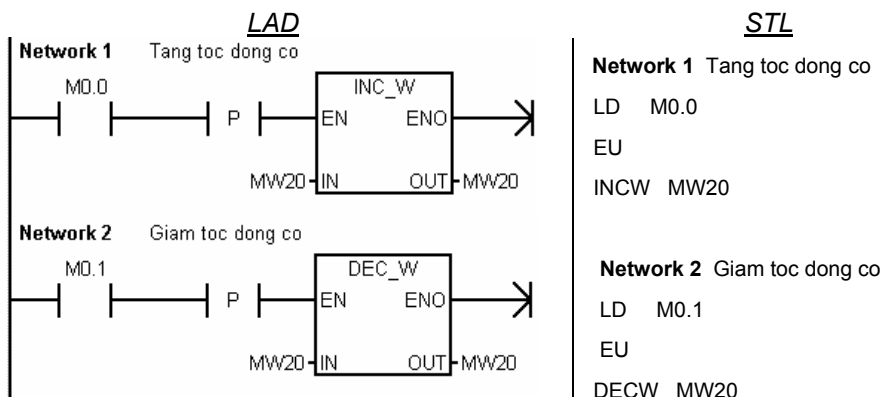 LAD
Network 1 Tang toc dong co
M0.0
P
INC_W
EN ENO
MW20 IN OUT MW20
Network 2 Giam toc dong co
M0.1
P
DEC_W
EN ENO
MW20 IN OUT MW20
STL
Network 1 Tang toc dong co
LD M0.0
EU
INCW MW20
Network 2 Giam toc dong co
LD M0.1
EU
DECW MW20